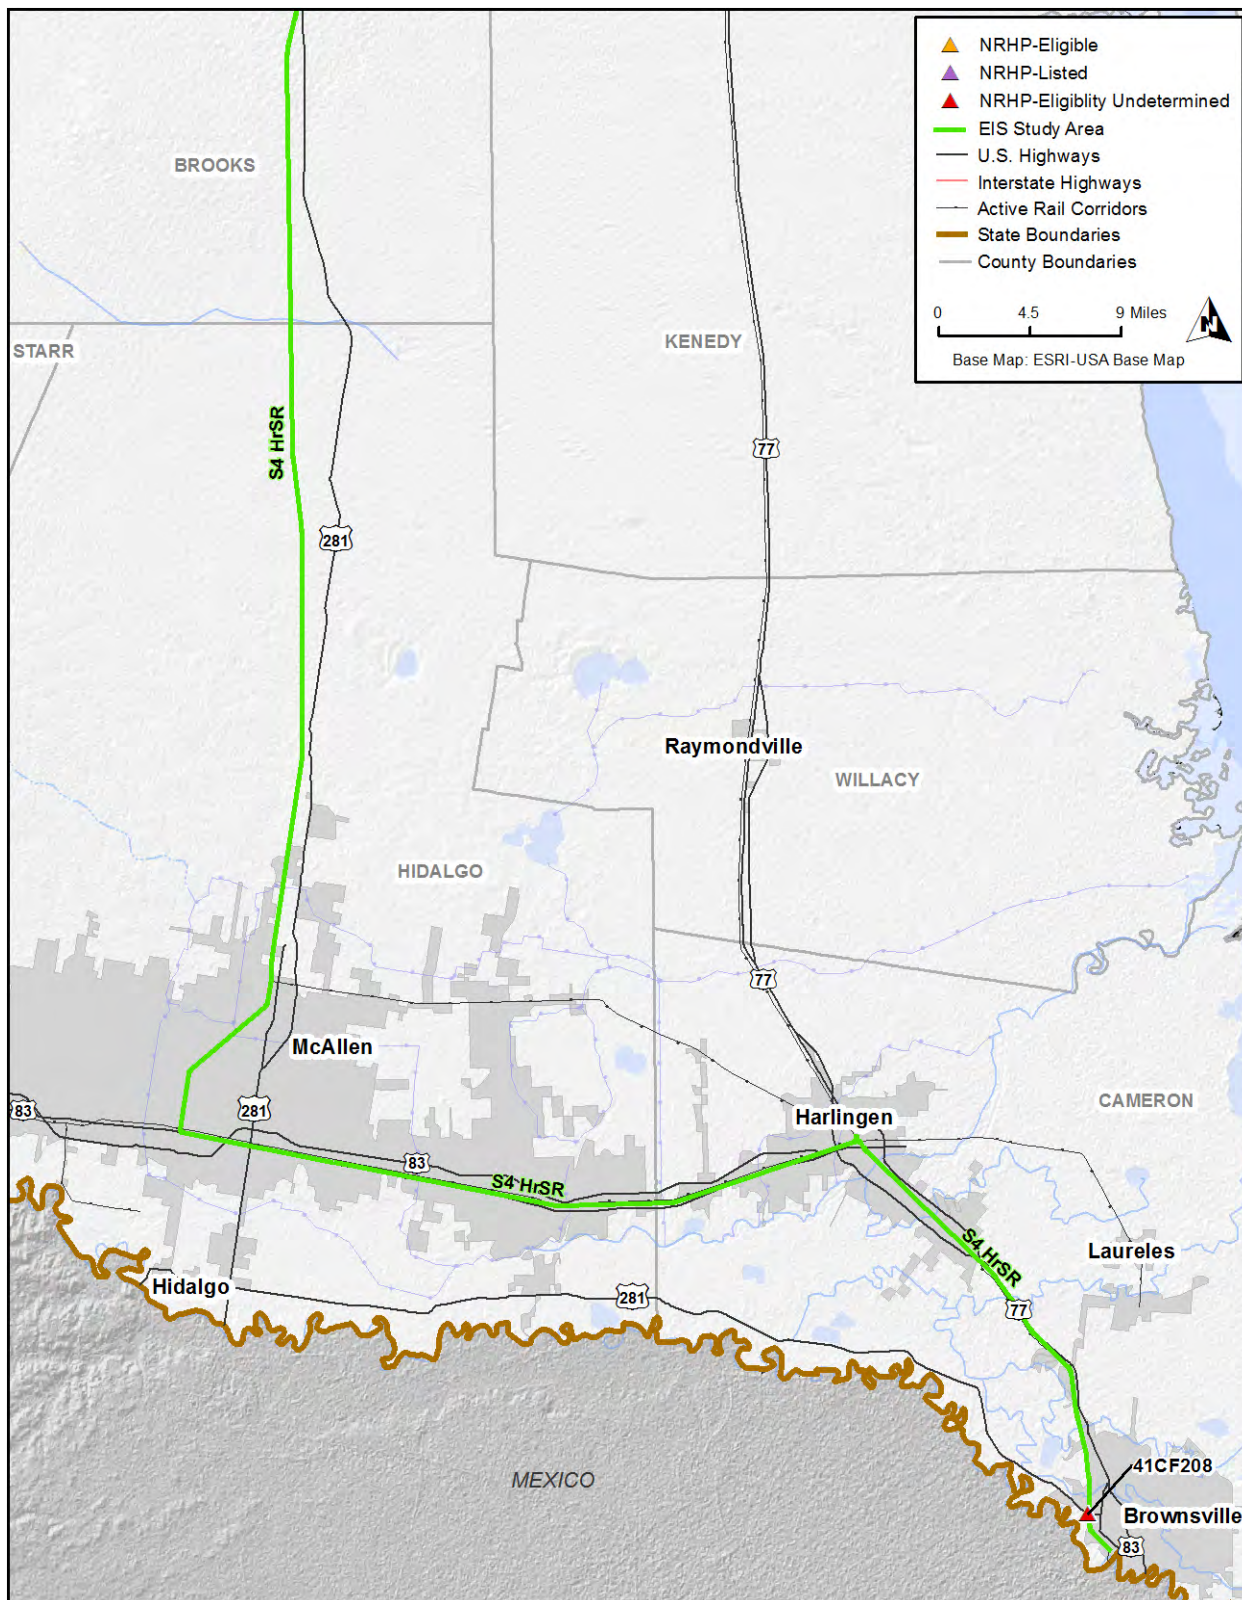 NRHP-Eligible
NRHP-Listed
NRHP-Eligiblity Undetermined
EIS Study Area
U.S. Highways
Interstate Highways
Active Rail Corridors
State Boundaries
County Boundaries
0 4.5 9 Miles
N
Base Map: ESRI-USA Base Map
BROOKS
STARR
KENEDY
S4 HrSR
77
281
Raymondville
WILLACY
HIDALGO
77
McAllen
83
281
Harlingen
CAMERON
83
S4 HrSR
S4 HrSR
Laureles
Hidalgo
281
77
MEXICO
41CF208
Brownsville
83